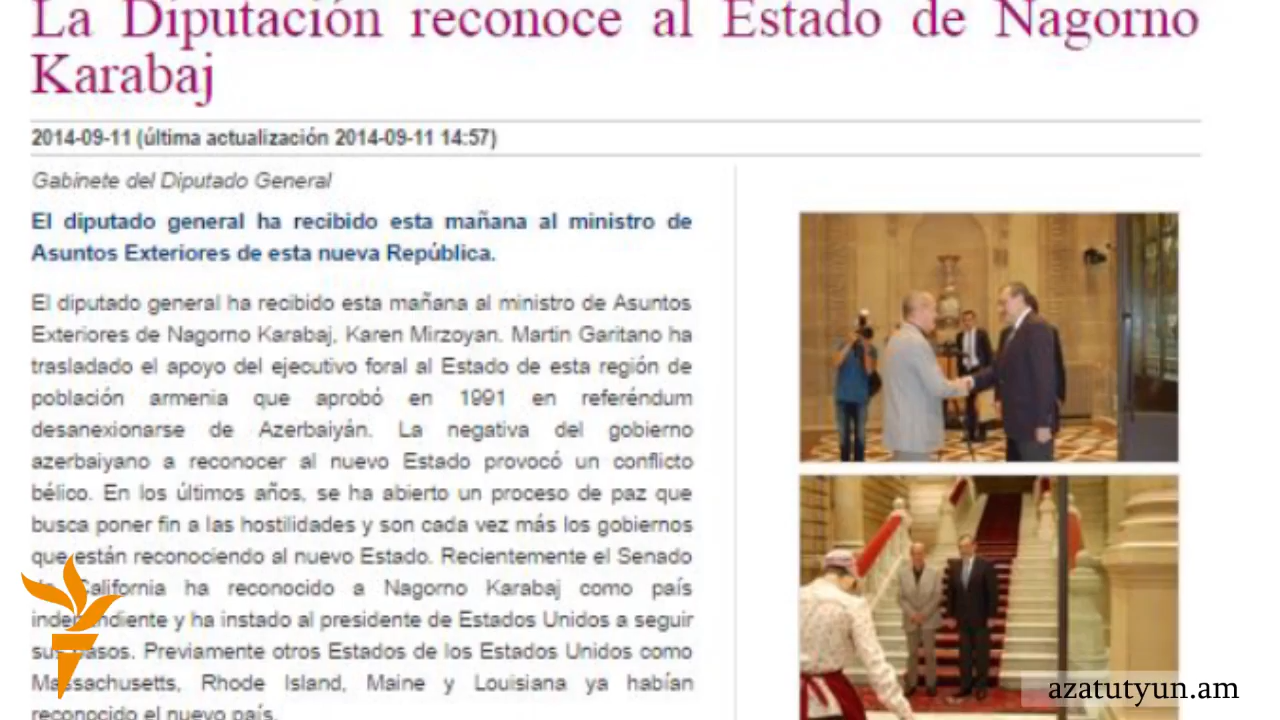 La Diputación reconoce al Estado de Nagorno
Karabaj
2014-09-11 (última actualización 2014-09-11 14:57)
Gabinete del Diputado General
El diputado general ha recibido esta mañana al ministro de
Asuntos Exteriores de esta nueva República.
El diputado general ha recibido esta mañana al ministro de Asuntos
Exteriores de Nagorno Karabaj, Karen Mirzoyan. Martin Garitano ha
trasladado el apoyo del ejecutivo foral al Estado de esta región de
población armenia que aprobó en 1991 en referéndum
desanexionarse de Azerbaiyán. La negativa del gobierno
azerbaiyano a reconocer al nuevo Estado provocó un conflicto
bélico. En los últimos años, se ha abierto un proceso de paz que
busca poner fin a las hostilidades y son cada vez más los gobiernos
que están reconociendo al nuevo Estado. Recientemente el Senado
de California ha reconocido a Nagorno Karabaj como país
independiente y ha instado al presidente de Estados Unidos a seguir
sus pasos. Previamente otros Estados de los Estados Unidos como
Massachusetts, Rhode Island, Maine y Louisiana ya habían
reconocido el nuevo país.
azatutyun.am